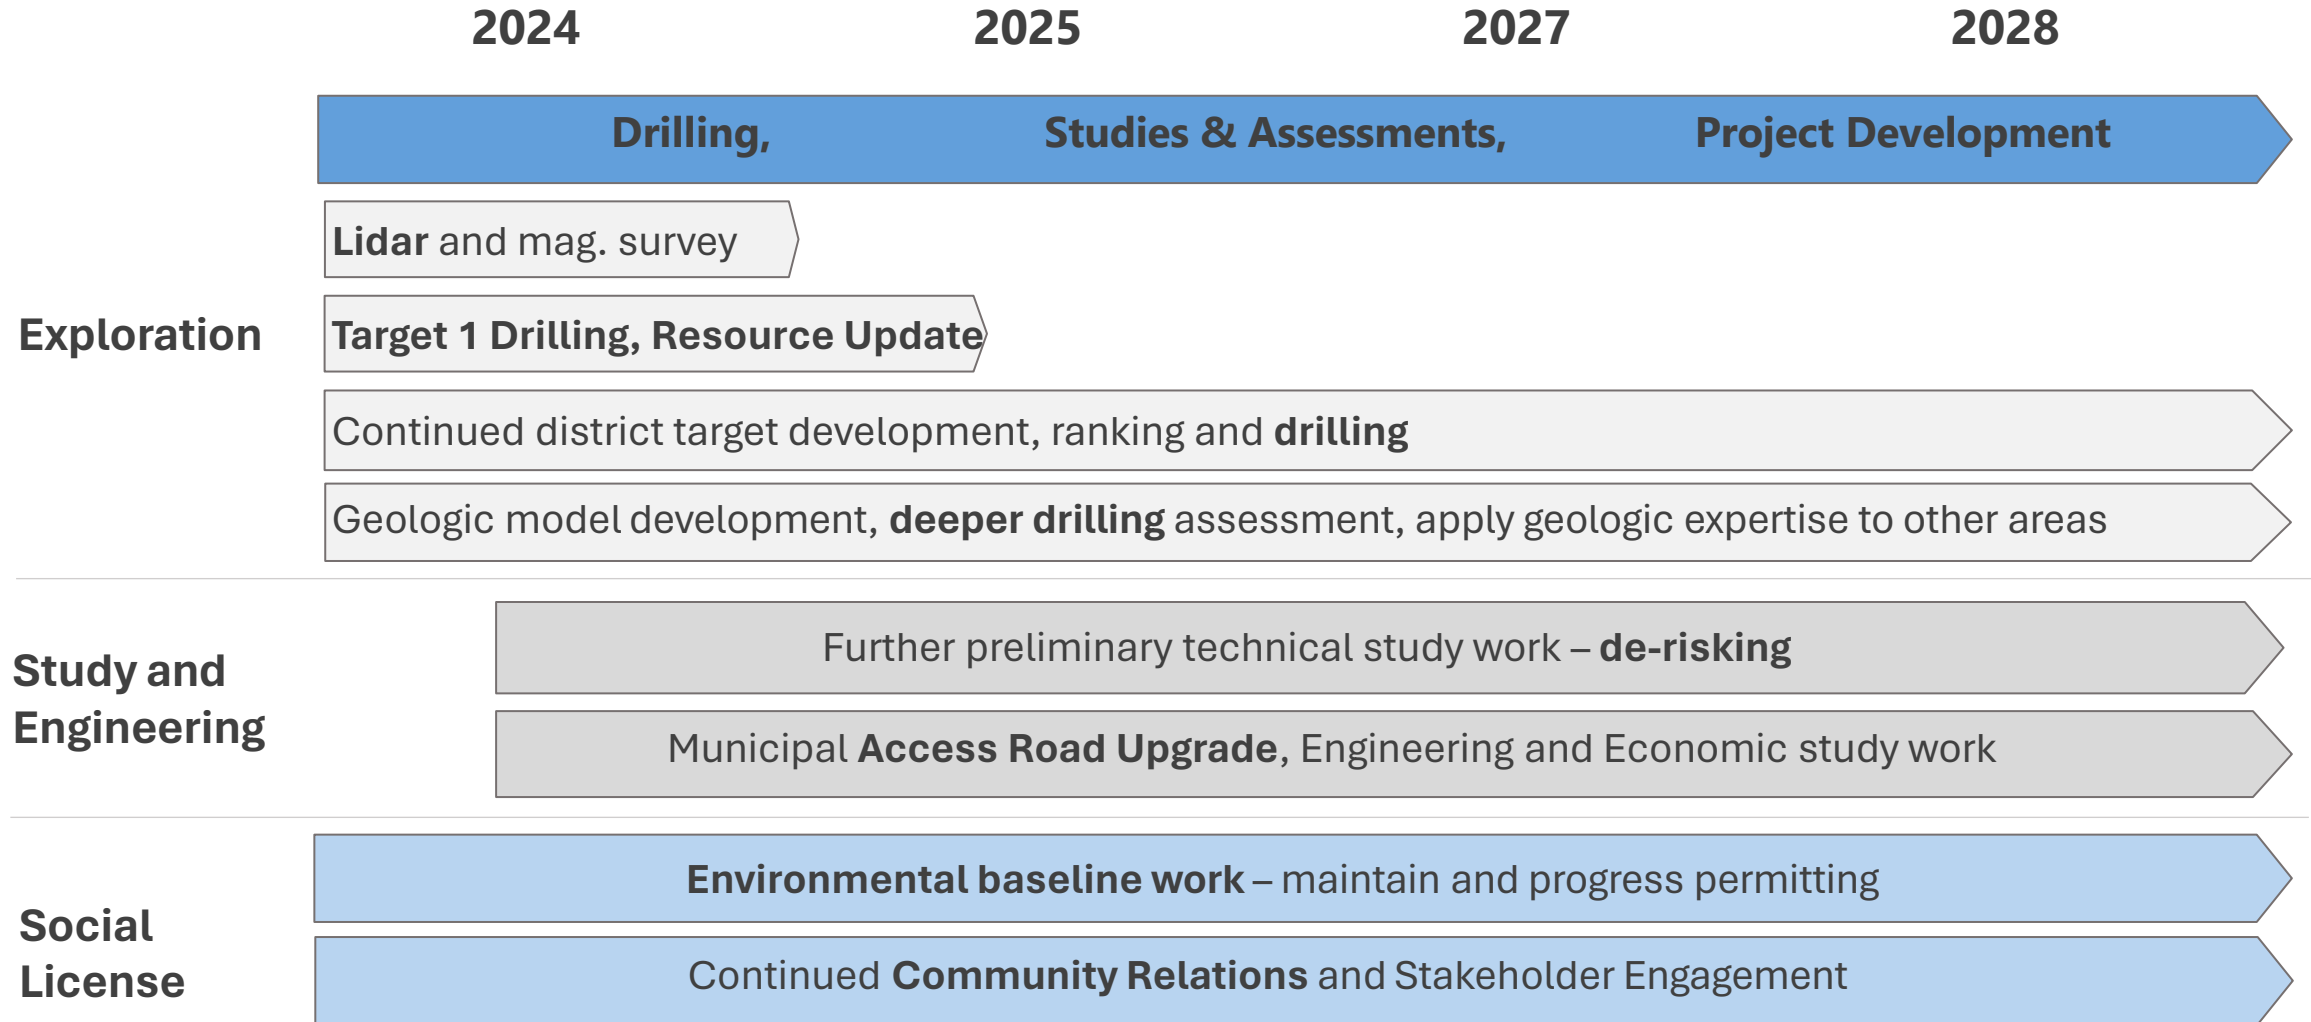 2024 2025 2027 2028
Drilling, Studies & Assessments, Project Development
Lidar and mag. survey
Exploration
Target 1 Drilling, Resource Update
Continued district target development, ranking and drilling
Geologic model development, deeper drilling assessment, apply geologic expertise to other areas
Study and
Engineering
Further preliminary technical study work – de-risking
Municipal Access Road Upgrade, Engineering and Economic study work
Social
License
Environmental baseline work – maintain and progress permitting
Continued Community Relations and Stakeholder Engagement